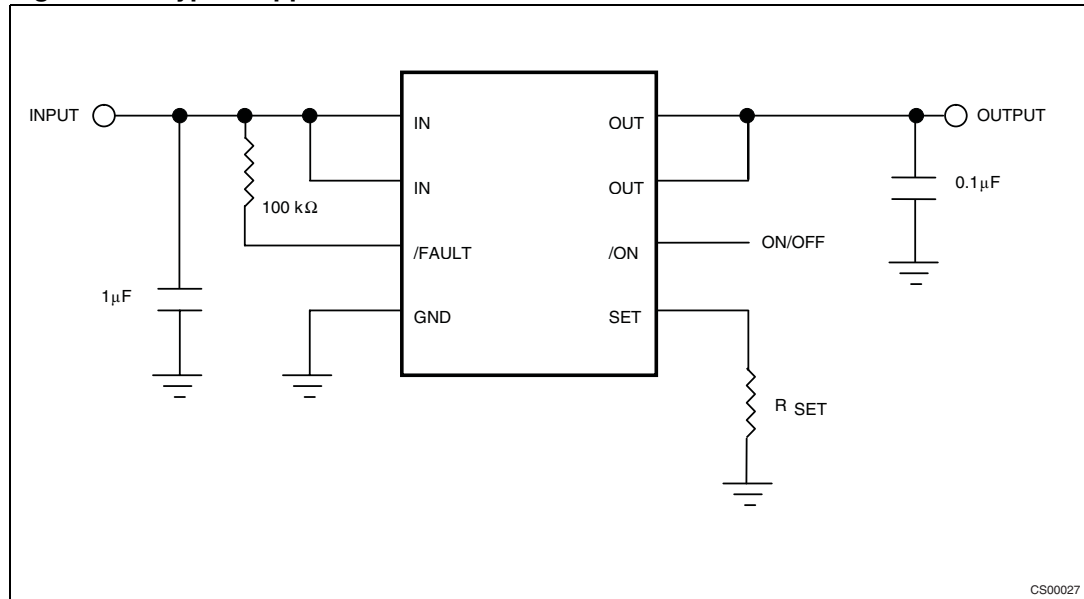 INPUT
IN
OUT
OUTPUT
IN
OUT
0.1μF
100 kΩ
/FAULT
/ON
ON/OFF
1μF
GND
SET
R SET
CS00027